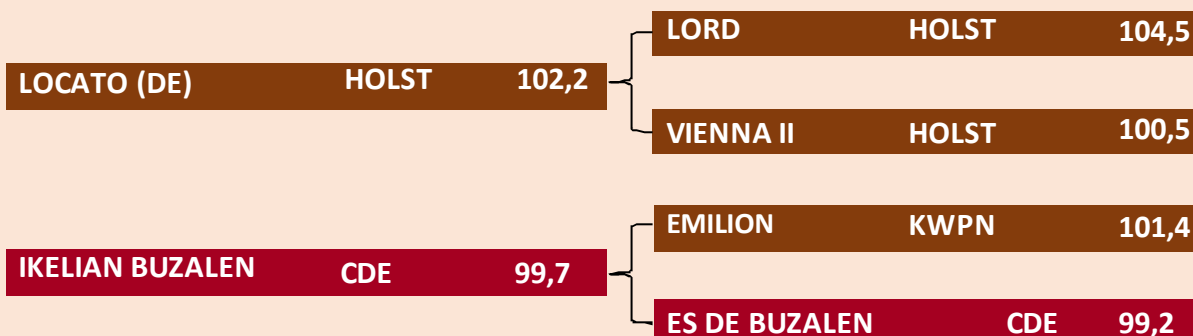 LORD HOLST 104,5
LOCATO (DE) HOLST 102,2
VIENNA II HOLST 100,5
EMILION KWPN 101,4
IKELIAN BUZALEN CDE 99,7
ES DE BUZALEN CDE 99,2